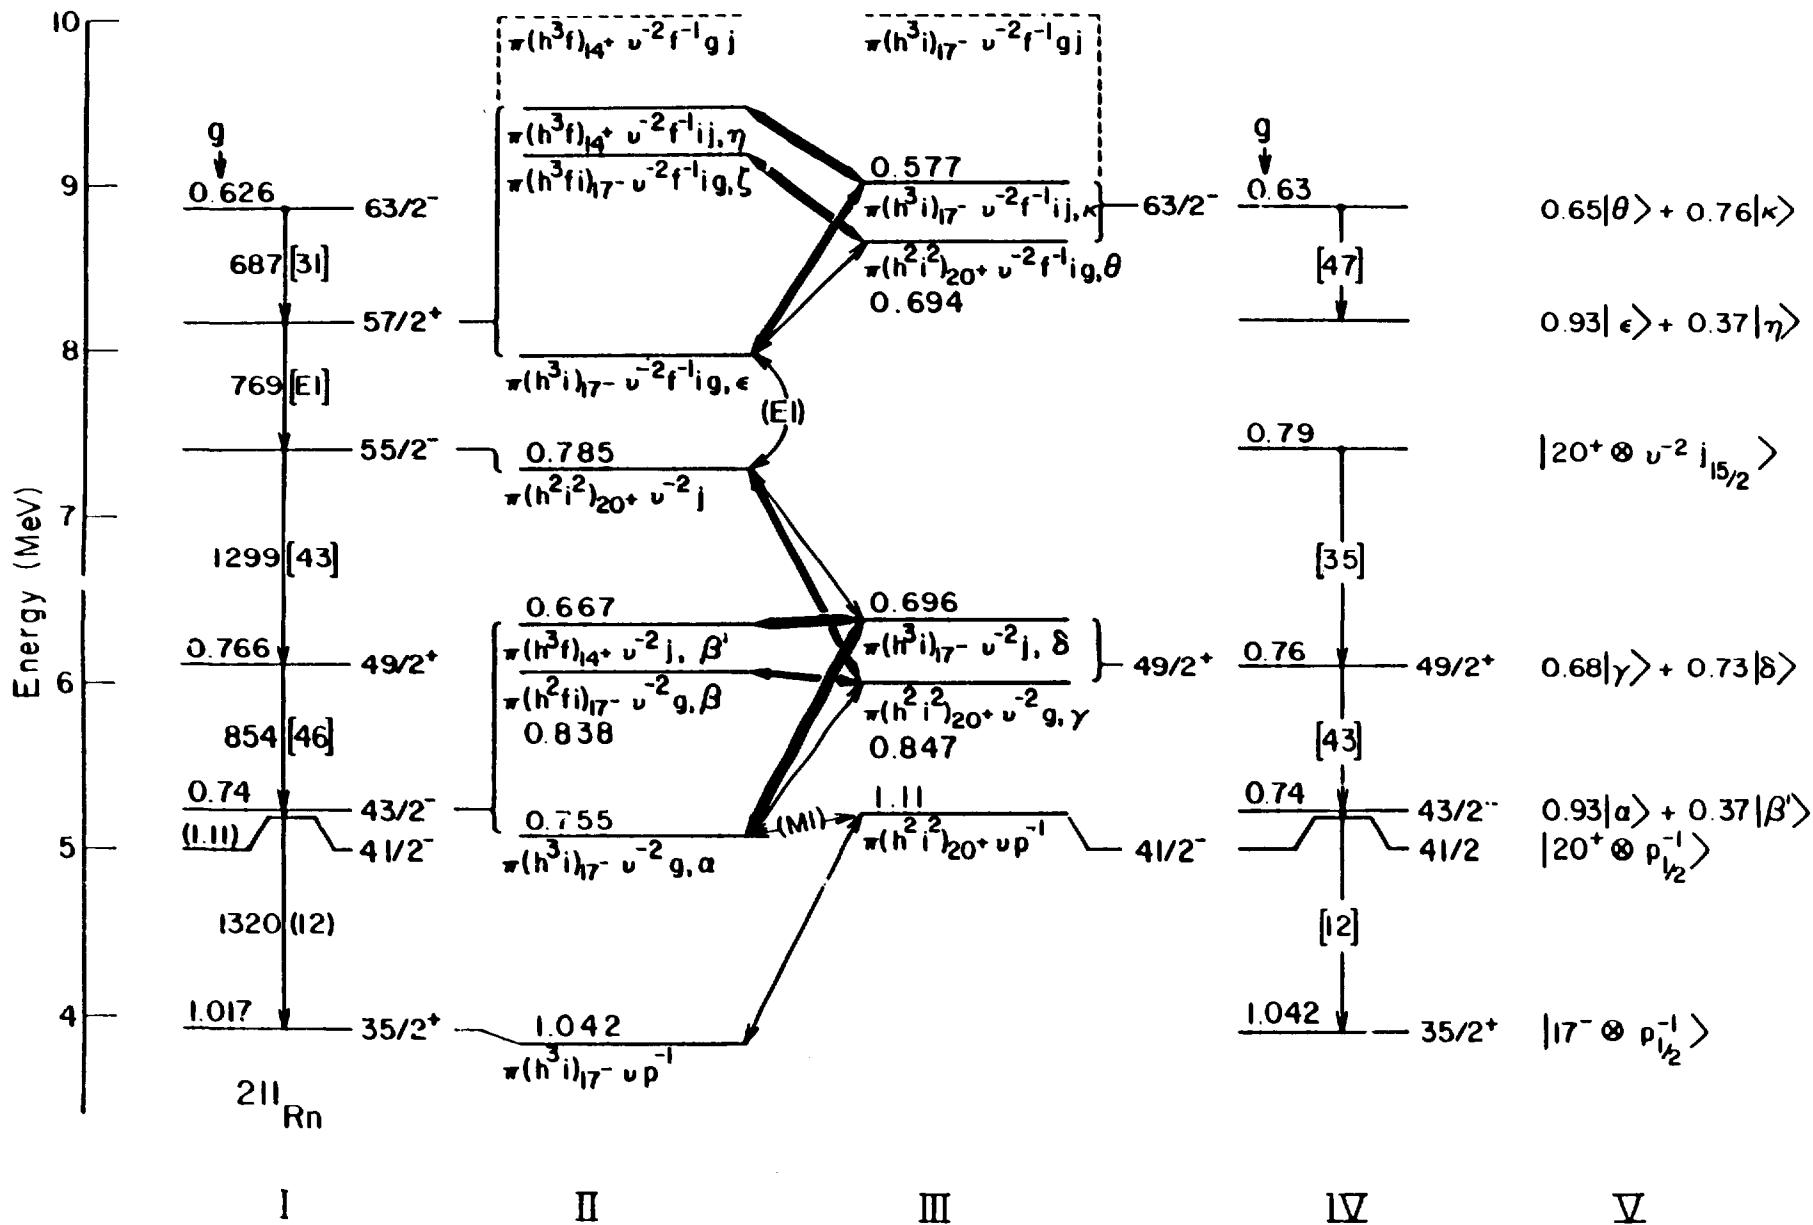 10
9
8
7
6
5
4
Energy (MeV)
g
0.626
63/2⁻
687 [31]
57/2⁺
769 [E1]
55/2⁻
1299 [43]
0.766
49/2⁺
854 [46]
0.74
43/2⁻
(1.11)
41/2⁻
1320 (12)
1.017
35/2⁺
²¹¹Rn
I
π(h³f)₁₄⁺ υ⁻²f⁻¹gj
π(h³f)₁₄⁺ υ⁻²f⁻¹ij,η
π(h³fi)₁₇⁻ υ⁻²f⁻¹ig,ζ
π(h³i)₁₇⁻ υ⁻²f⁻¹ig,ϵ
(E1)
0.785
π(h²i²)₂₀⁺ υ⁻²j
0.667
π(h³f)₁₄⁺ υ⁻²j, β'
π(h²fi)₁₇⁻ υ⁻²g,β
0.838
0.755
π(h³i)₁₇⁻ υ⁻²g,α
(M1)
1.042
π(h³i)₁₇⁻ υp⁻¹
II
π(h³i)₁₇⁻ υ⁻²f⁻¹gj
0.577
π(h³i)₁₇⁻ υ⁻²f⁻¹ij,κ
63/2⁻
π(h²i²)₂₀⁺ υ⁻²f⁻¹ig,θ
0.694
0.696
π(h³i)₁₇⁻ υ⁻²j, δ
49/2⁺
π(h²i²)₂₀⁺ υ⁻²g,γ
0.847
1.11
π(h²i²)₂₀⁺ υp⁻¹
41/2⁻
III
g
0.63
[47]
0.79
[35]
0.76
49/2⁺
[43]
0.74
43/2⁻
41/2
[12]
1.042
35/2⁺
IV
0.65|θ⟩ + 0.76|κ⟩
0.93|ϵ⟩ + 0.37|η⟩
|20⁺ ⊗ υ⁻² j₁₅/₂⟩
0.68|γ⟩ + 0.73|δ⟩
0.93|α⟩ + 0.37|β'⟩
|20⁺ ⊗ p⁻¹₁/₂⟩
|17⁻ ⊗ p⁻¹₁/₂⟩
V